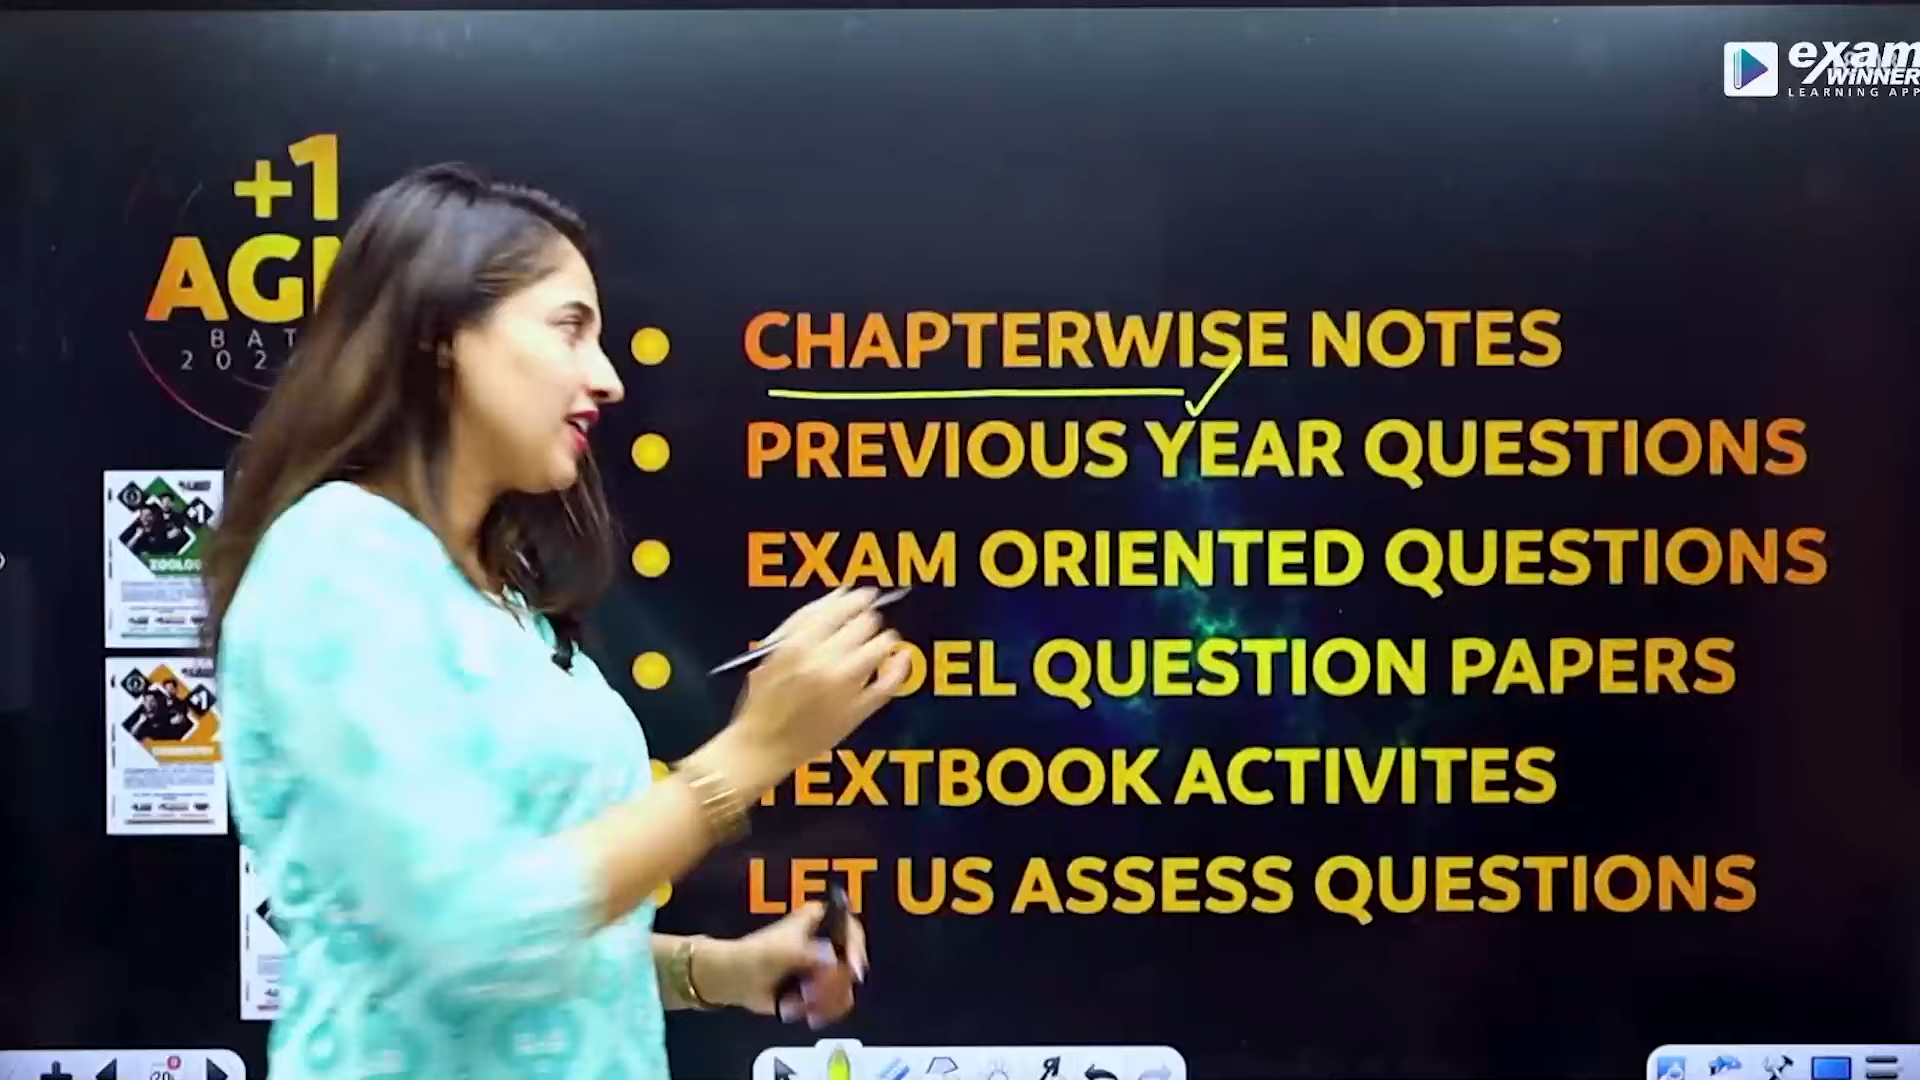 exam
WINNER
LEARNING APP
+1
CHAPTERWISE NOTES
PREVIOUS YEAR QUESTIONS
EXAM ORIENTED QUESTIONS
QUESTION PAPERS
TEXTBOOK ACTIVITES
LET US ASSESS QUESTIONS